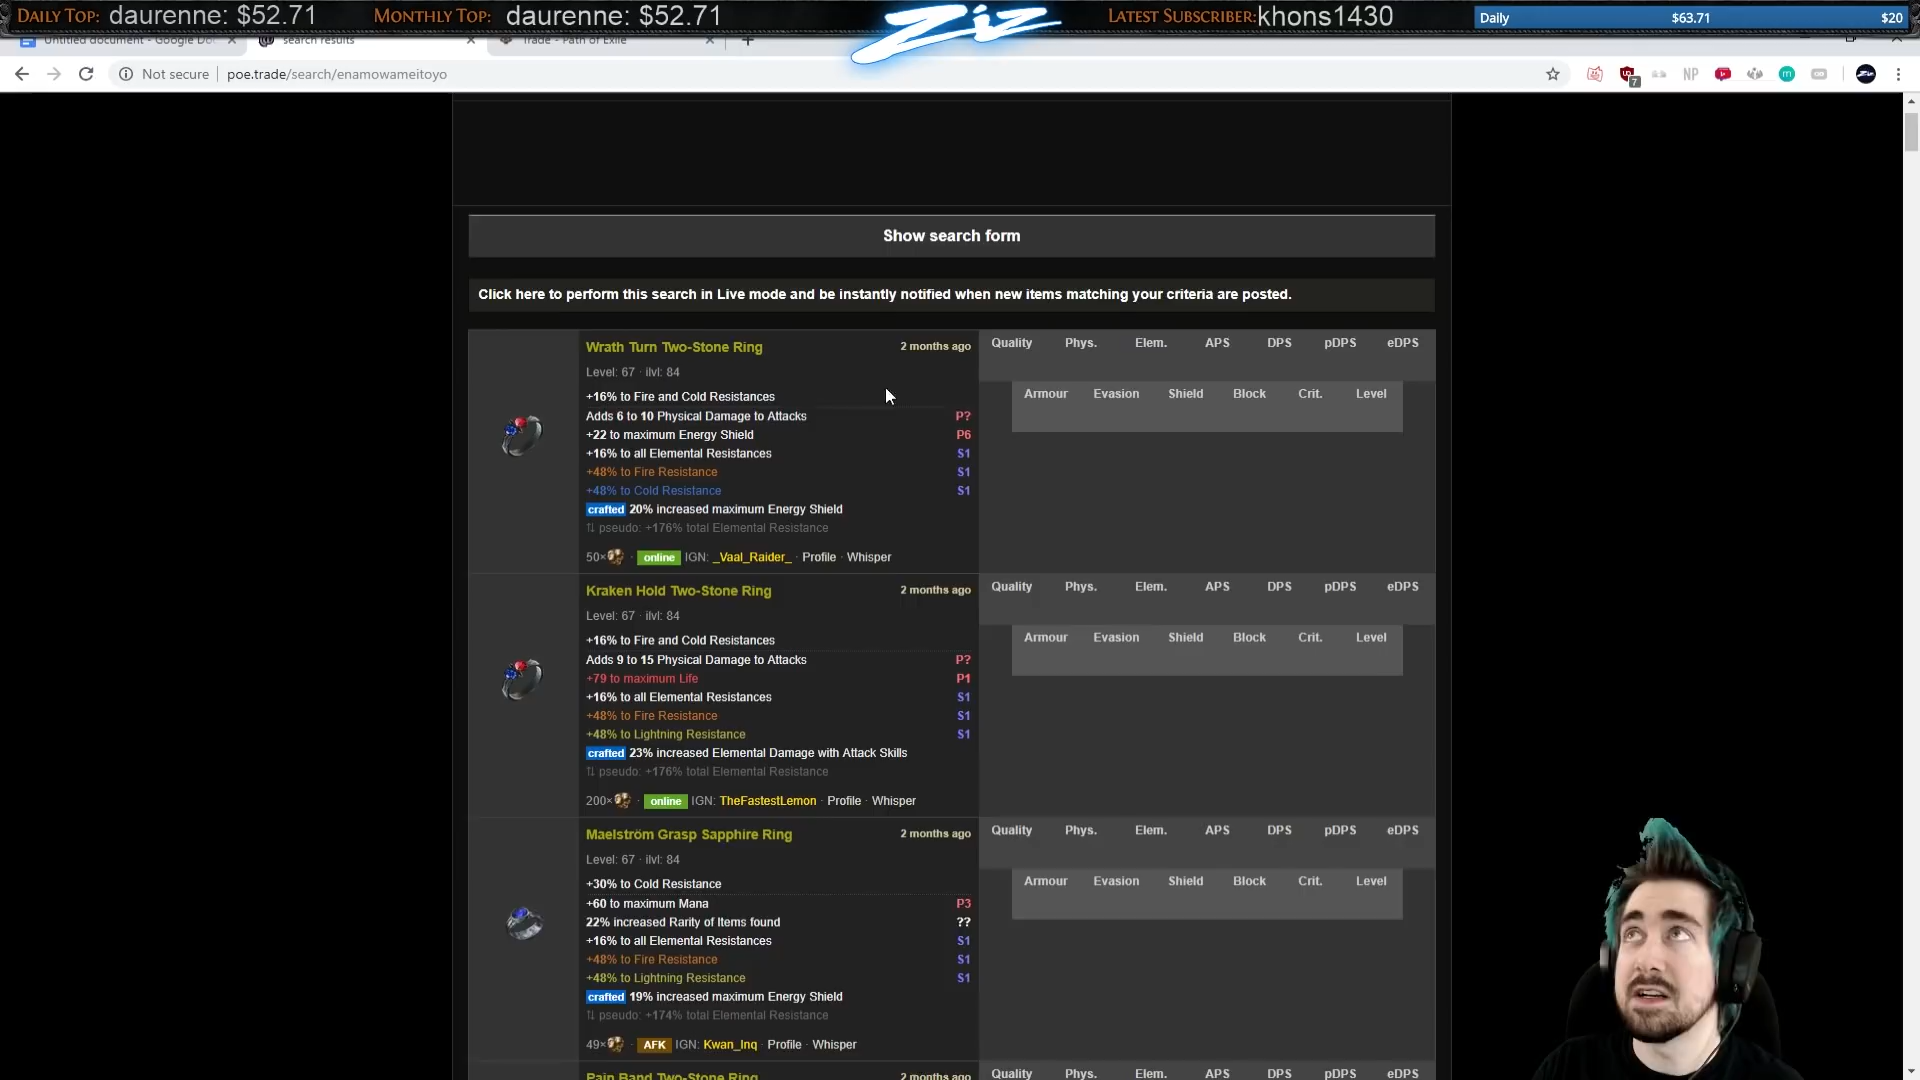 DAILY TOP: daurenne: $52.71 MONTHLY TOP: daurenne: $52.71 Ziz LATEST SUBSCRIBER: khons1430 Daily $63.71 $20
Untitled document - Google Do search results Trade - Path of Exile
Not secure poe.trade/search/enamowameitoyo NP 7 m
Show search form
Click here to perform this search in Live mode and be instantly notified when new items matching your criteria are posted.
Wrath Turn Two-Stone Ring 2 months ago Quality Phys. Elem. APS DPS pDPS eDPS
Level: 67 · ilvl: 84
+16% to Fire and Cold Resistances Armour Evasion Shield Block Crit. Level
Adds 6 to 10 Physical Damage to Attacks P?
+22 to maximum Energy Shield P6
+16% to all Elemental Resistances S1
+48% to Fire Resistance S1
+48% to Cold Resistance S1
crafted 20% increased maximum Energy Shield
⇅ pseudo: +176% total Elemental Resistance
50× · online IGN: _Vaal_Raider_ · Profile · Whisper
Kraken Hold Two-Stone Ring 2 months ago Quality Phys. Elem. APS DPS pDPS eDPS
Level: 67 · ilvl: 84
+16% to Fire and Cold Resistances Armour Evasion Shield Block Crit. Level
Adds 9 to 15 Physical Damage to Attacks P?
+79 to maximum Life P1
+16% to all Elemental Resistances S1
+48% to Fire Resistance S1
+48% to Lightning Resistance S1
crafted 23% increased Elemental Damage with Attack Skills
⇅ pseudo: +176% total Elemental Resistance
200× · online IGN: TheFastestLemon · Profile · Whisper
Maelström Grasp Sapphire Ring 2 months ago Quality Phys. Elem. APS DPS pDPS eDPS
Level: 67 · ilvl: 84
+30% to Cold Resistance Armour Evasion Shield Block Crit. Level
+60 to maximum Mana P3
22% increased Rarity of Items found ??
+16% to all Elemental Resistances S1
+48% to Fire Resistance S1
+48% to Lightning Resistance S1
crafted 19% increased maximum Energy Shield
⇅ pseudo: +174% total Elemental Resistance
49× · AFK IGN: Kwan_Inq · Profile · Whisper
Pain Band Two-Stone Ring 2 months ago Quality Phys. Elem. APS DPS pDPS eDPS